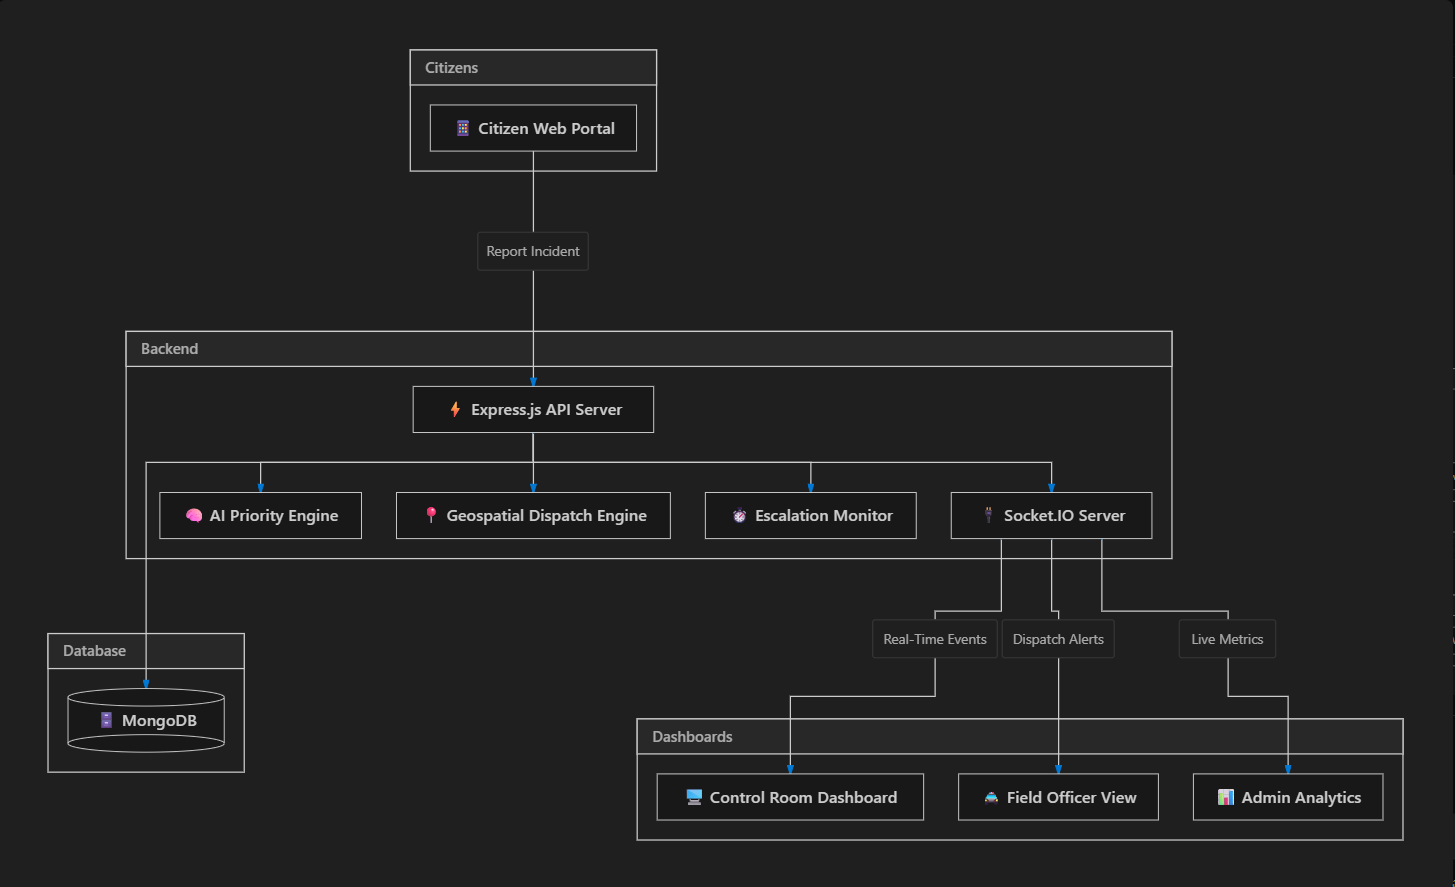 Citizens
Citizen Web Portal
Report Incident
Backend
Express.js API Server
AI Priority Engine
Geospatial Dispatch Engine
Escalation Monitor
Socket.IO Server
Real-Time Events
Dispatch Alerts
Live Metrics
Database
MongoDB
Dashboards
Control Room Dashboard
Field Officer View
Admin Analytics